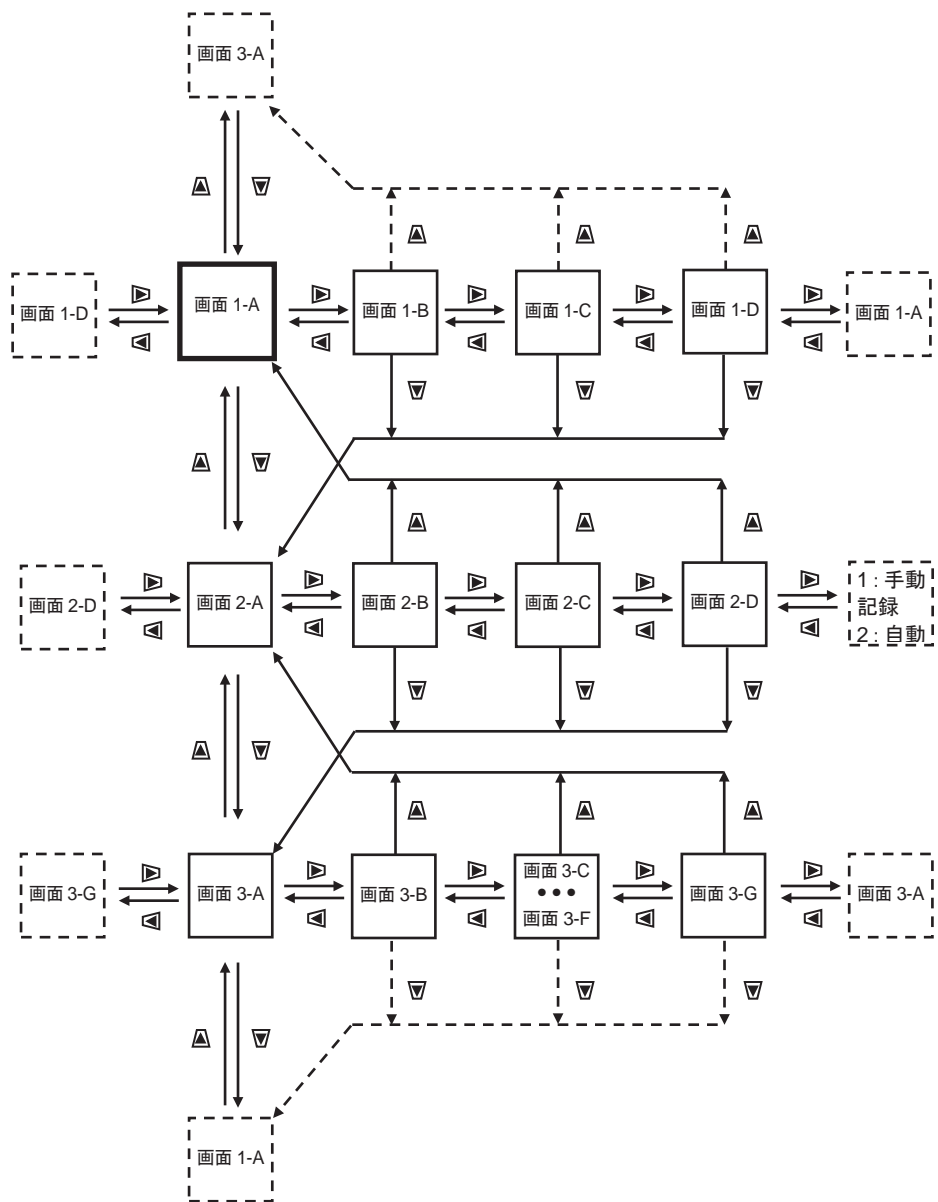 画面 3-A
画面 1-D
画面 1-A
画面 1-B
画面 1-C
画面 1-D
画面 1-A
画面 2-D
画面 2-A
画面 2-B
画面 2-C
画面 2-D
1 : 手動
記録
2 : 自動
画面 3-G
画面 3-A
画面 3-B
画面 3-C
•••
画面 3-F
画面 3-G
画面 3-A
画面 1-A